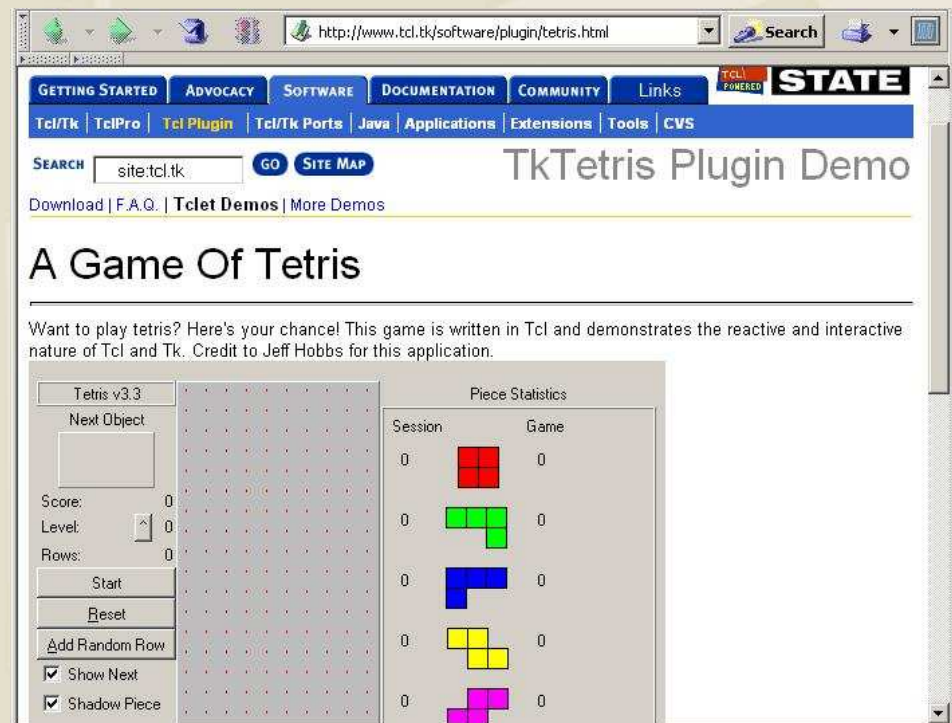 http://www.tcl.tk/software/plugin/tetris.html Search
GETTING STARTED ADVOCACY SOFTWARE DOCUMENTATION COMMUNITY Links TCL POWERED STATE
Tcl/Tk | TclPro | Tcl Plugin | Tcl/Tk Ports | Java | Applications | Extensions | Tools | CVS
SEARCH site:tcl.tk GO SITE MAP TkTetris Plugin Demo
Download | F.A.Q. | Tclet Demos | More Demos
A Game Of Tetris
Want to play tetris? Here's your chance! This game is written in Tcl and demonstrates the reactive and interactive
nature of Tcl and Tk. Credit to Jeff Hobbs for this application.
Tetris v3.3
Next Object
Score: 0
Level: ^ 0
Rows: 0
Start
Reset
Add Random Row
Show Next
Shadow Piece
Piece Statistics
Session Game
0 0
0 0
0 0
0 0
0 0